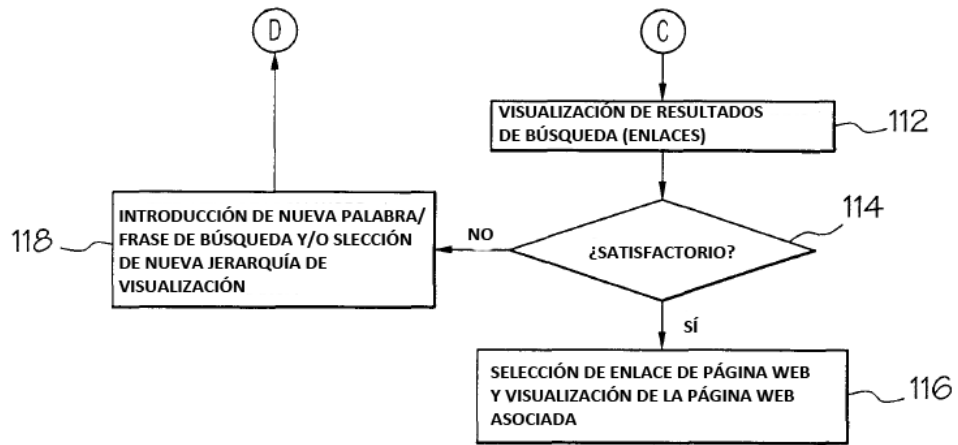 D
C
VISUALIZACIÓN DE RESULTADOS
DE BÚSQUEDA (ENLACES)
112
114
¿SATISFACTORIO?
NO
118
INTRODUCCIÓN DE NUEVA PALABRA/
FRASE DE BÚSQUEDA Y/O SLECCIÓN
DE NUEVA JERARQUÍA DE
VISUALIZACIÓN
SÍ
SELECCIÓN DE ENLACE DE PÁGINA WEB
Y VISUALIZACIÓN DE LA PÁGINA WEB
ASOCIADA
116